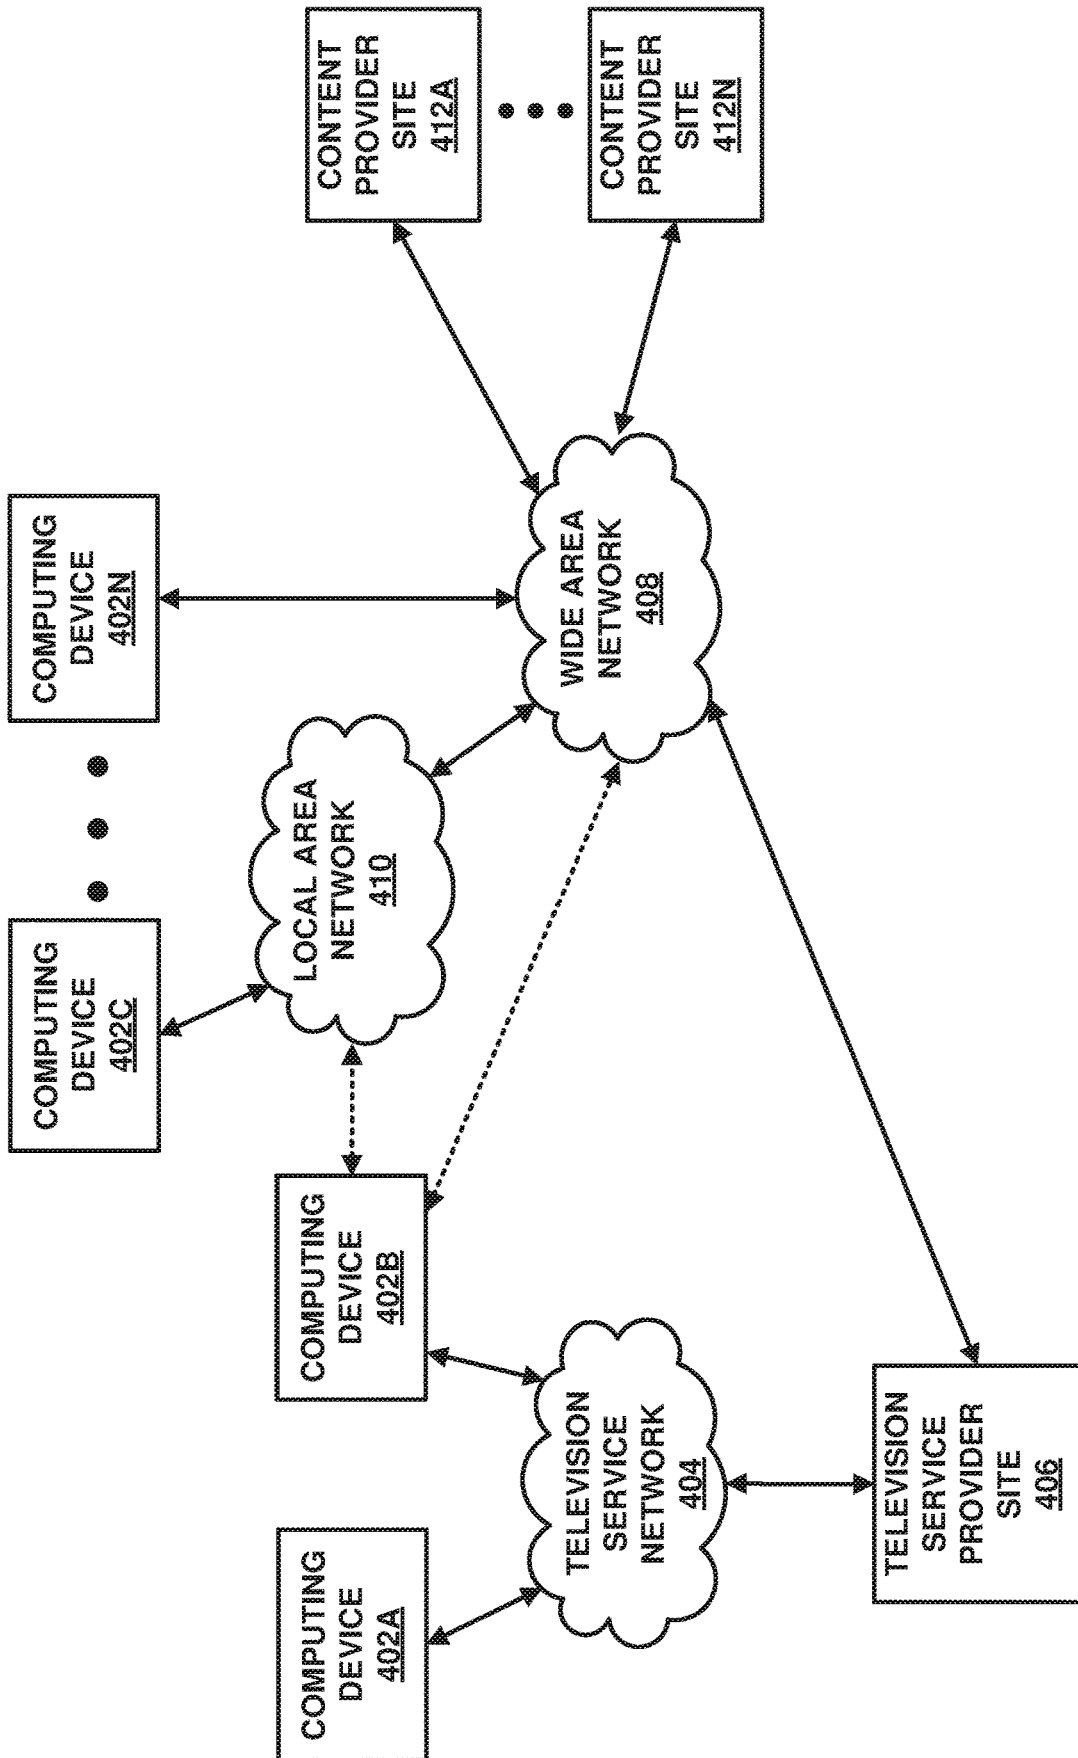 COMPUTING
DEVICE
402A
COMPUTING
DEVICE
402B
COMPUTING
DEVICE
402C
COMPUTING
DEVICE
402N
TELEVISION
SERVICE
NETWORK
404
LOCAL AREA
NETWORK
410
WIDE AREA
NETWORK
408
TELEVISION
SERVICE
PROVIDER
SITE
406
CONTENT
PROVIDER
SITE
412A
CONTENT
PROVIDER
SITE
412N